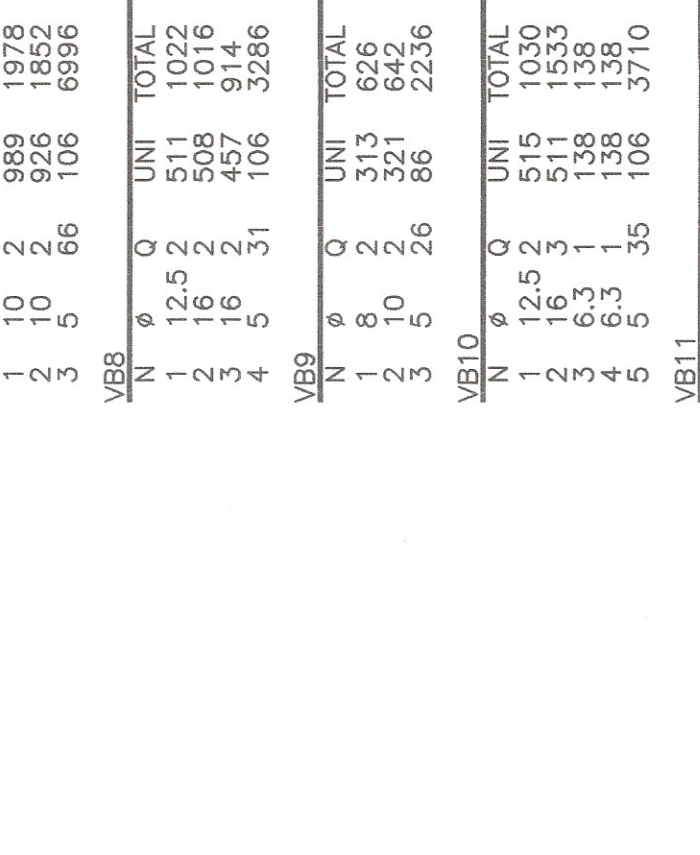 1 10 2 989 1978
2 10 2 926 1852
3 5 66 106 6996
VB8
N ø Q UNI TOTAL
1 12.5 2 511 1022
2 16 2 508 1016
3 16 2 457 914
4 5 31 106 3286
VB9
N ø Q UNI TOTAL
1 8 2 313 626
2 10 2 321 642
3 5 26 86 2236
VB10
N ø Q UNI TOTAL
1 12.5 2 515 1030
2 16 3 511 1533
3 6.3 1 138 138
4 6.3 1 138 138
5 5 35 106 3710
VB11